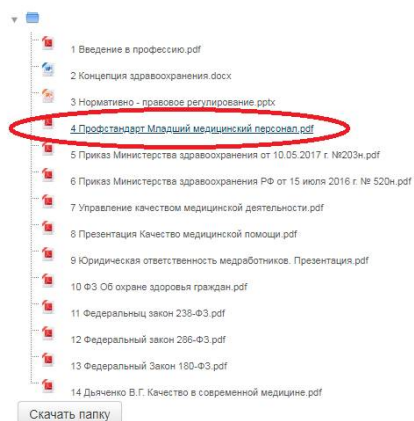 1 Введение в профессию.pdf
2 Концепция здравоохранения.docx
3 Нормативно - правовое регулирование.pptx
4 Профстандарт Младший медицинский персонал.pdf
5 Приказ Министерства здравоохранения от 10.05.2017 г. №203н.pdf
6 Приказ Министерства здравоохранения РФ от 15 июля 2016 г. № 520н.pdf
7 Управление качеством медицинской деятельности.pdf
8 Презентация Качество медицинской помощи.pdf
9 Юридическая ответственность медработников. Презентация.pdf
10 ФЗ Об охране здоровья граждан.pdf
11 Федеральныц закон 238-ФЗ.pdf
12 Федеральный закон 286-ФЗ.pdf
13 Федеральный Закон 180-ФЗ.pdf
14 Дьяченко В.Г. Качество в современной медицине.pdf
Скачать папку